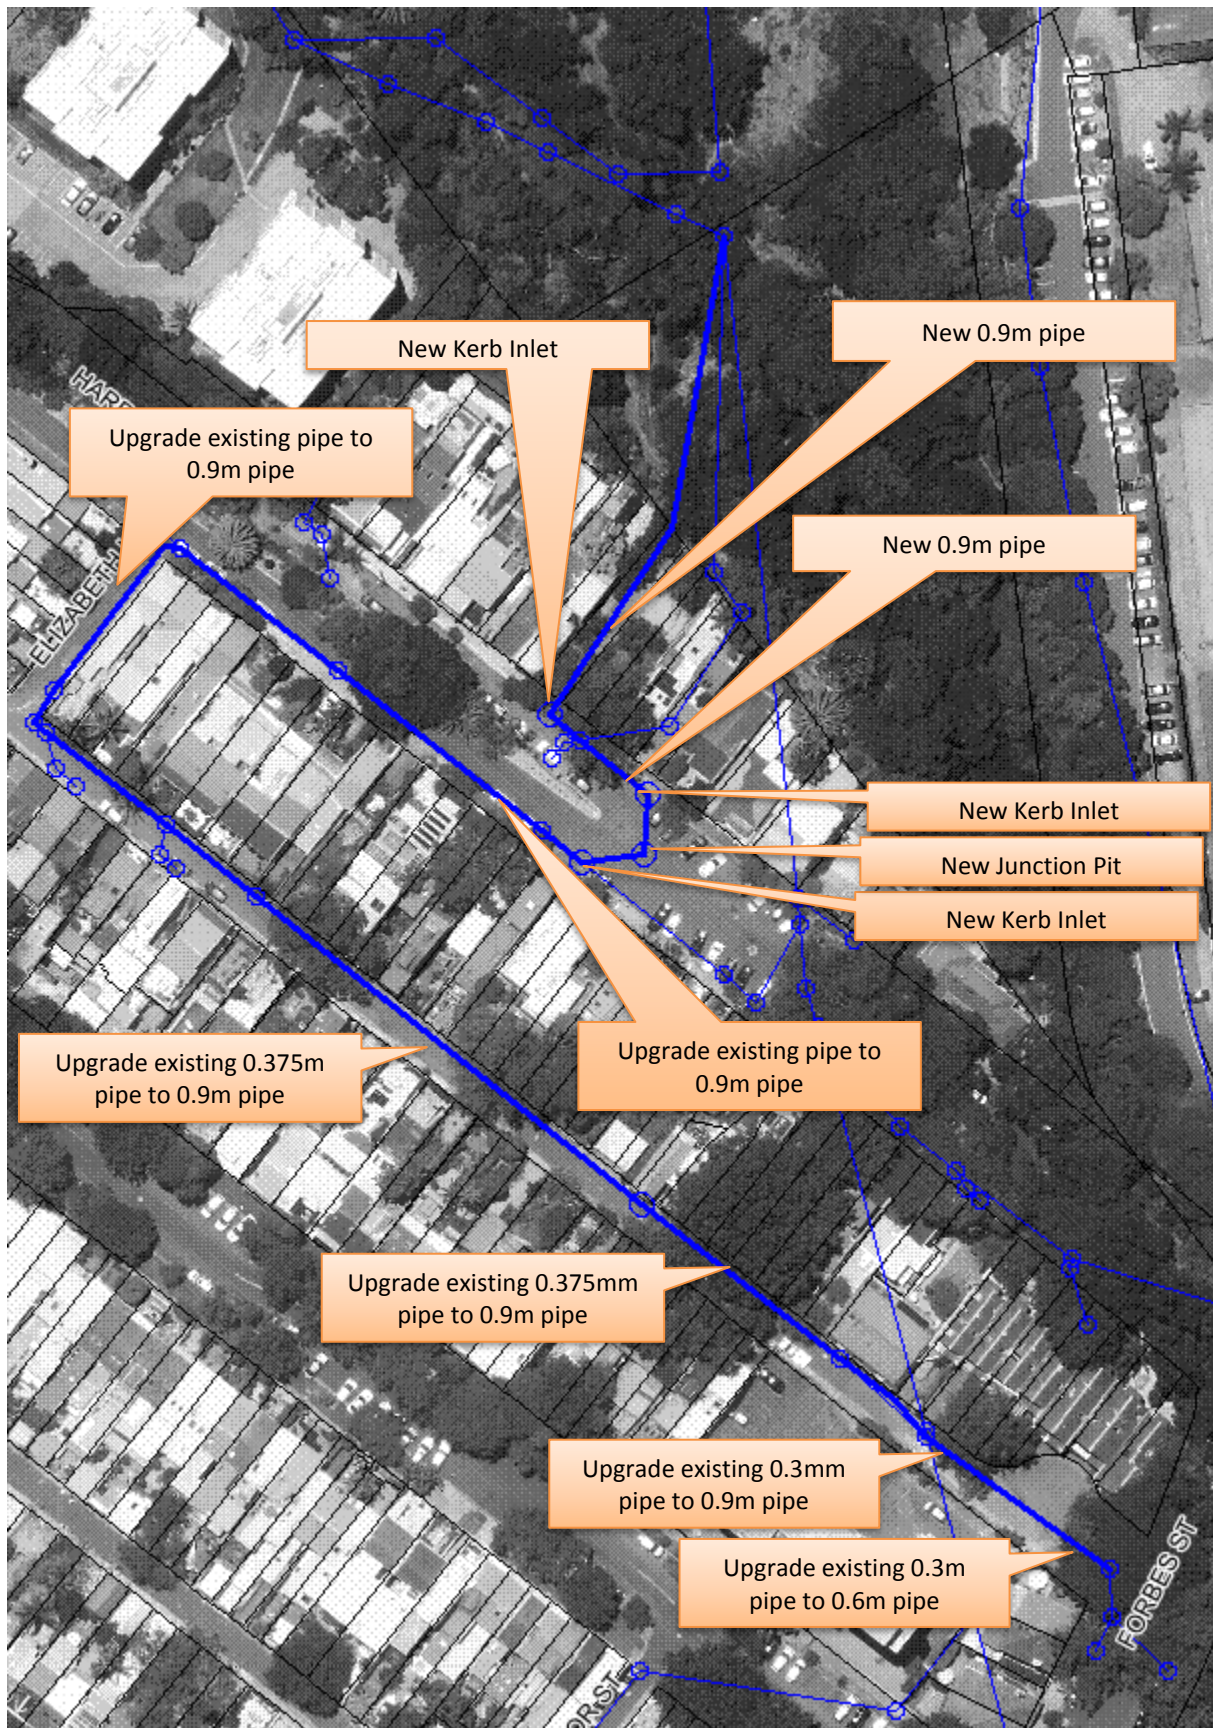 New 0.9m pipe
New Kerb Inlet
Upgrade existing pipe to
0.9m pipe
New 0.9m pipe
New Kerb Inlet
New Junction Pit
New Kerb Inlet
Upgrade existing 0.375m
pipe to 0.9m pipe
Upgrade existing pipe to
0.9m pipe
Upgrade existing 0.375mm
pipe to 0.9m pipe
Upgrade existing 0.3mm
pipe to 0.9m pipe
Upgrade existing 0.3m
pipe to 0.6m pipe
ELIZABETH
FORBES ST
ST